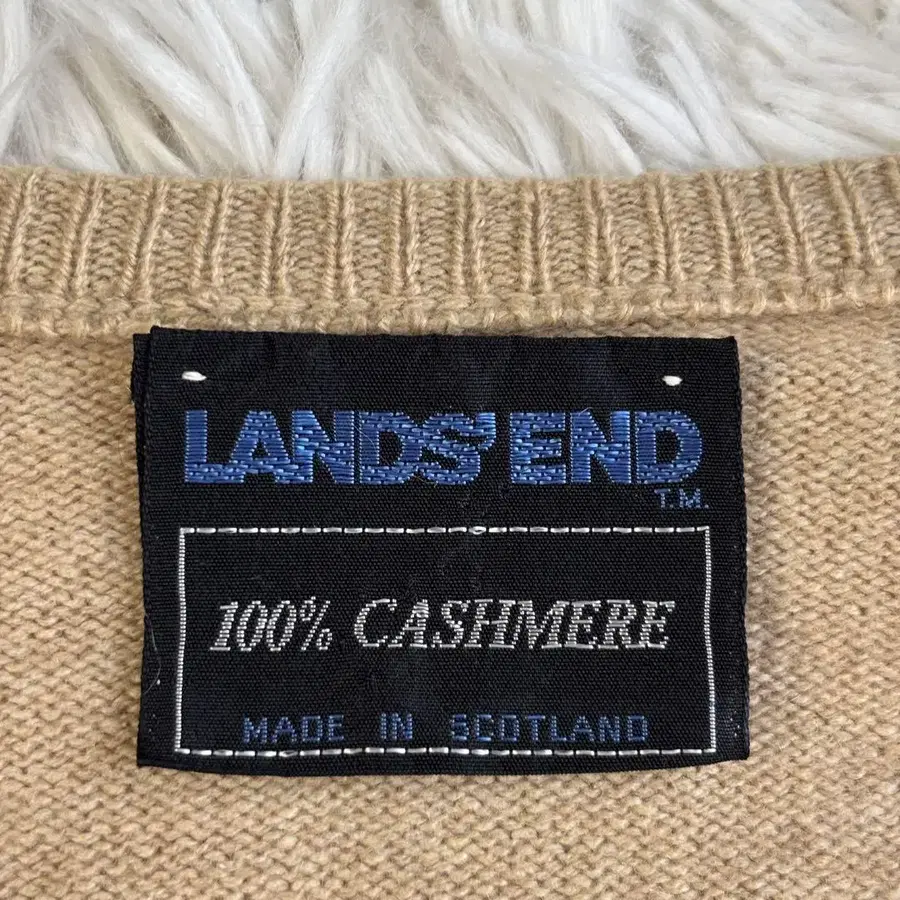 LANDS' END
T.M.
100% CASHMERE
MADE IN SCOTLAND